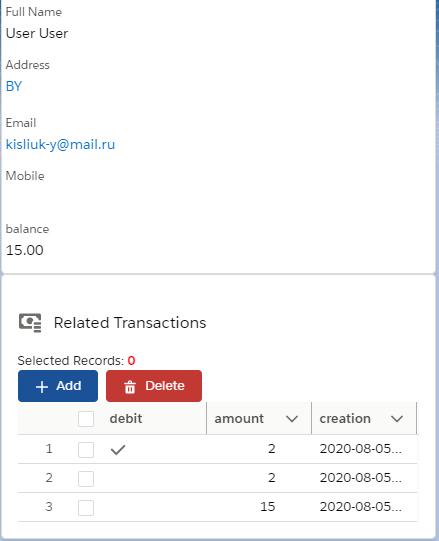 Full Name
User User
Address
BY
Email
kisliuk-y@mail.ru
Mobile
balance
15.00
Related Transactions
Selected Records: 0
Add Delete
debit amount creation
1 2 2020-08-05...
2 2 2020-08-05...
3 15 2020-08-05...